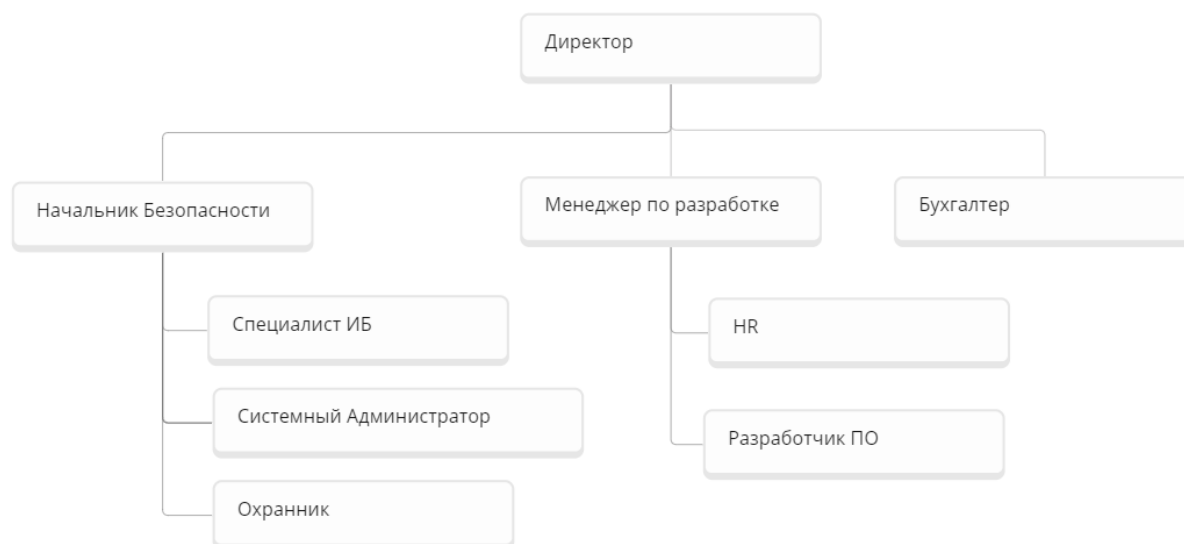 Директор
Начальник Безопасности
Менеджер по разработке
Бухгалтер
Специалист ИБ
HR
Системный Администратор
Разработчик ПО
Охранник